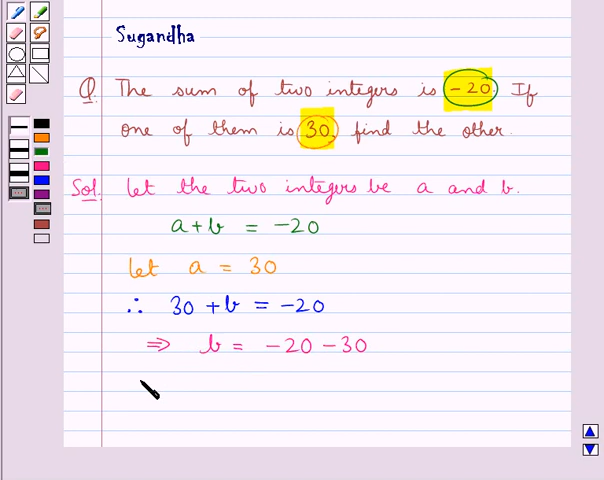 Sugandha
Q. The sum of two integers is -20. If
one of them is 30, find the other.
Sol. Let the two integers be a and b.
a+b = -20
let a = 30
∴ 30 + b = -20
⇒ b = -20 - 30